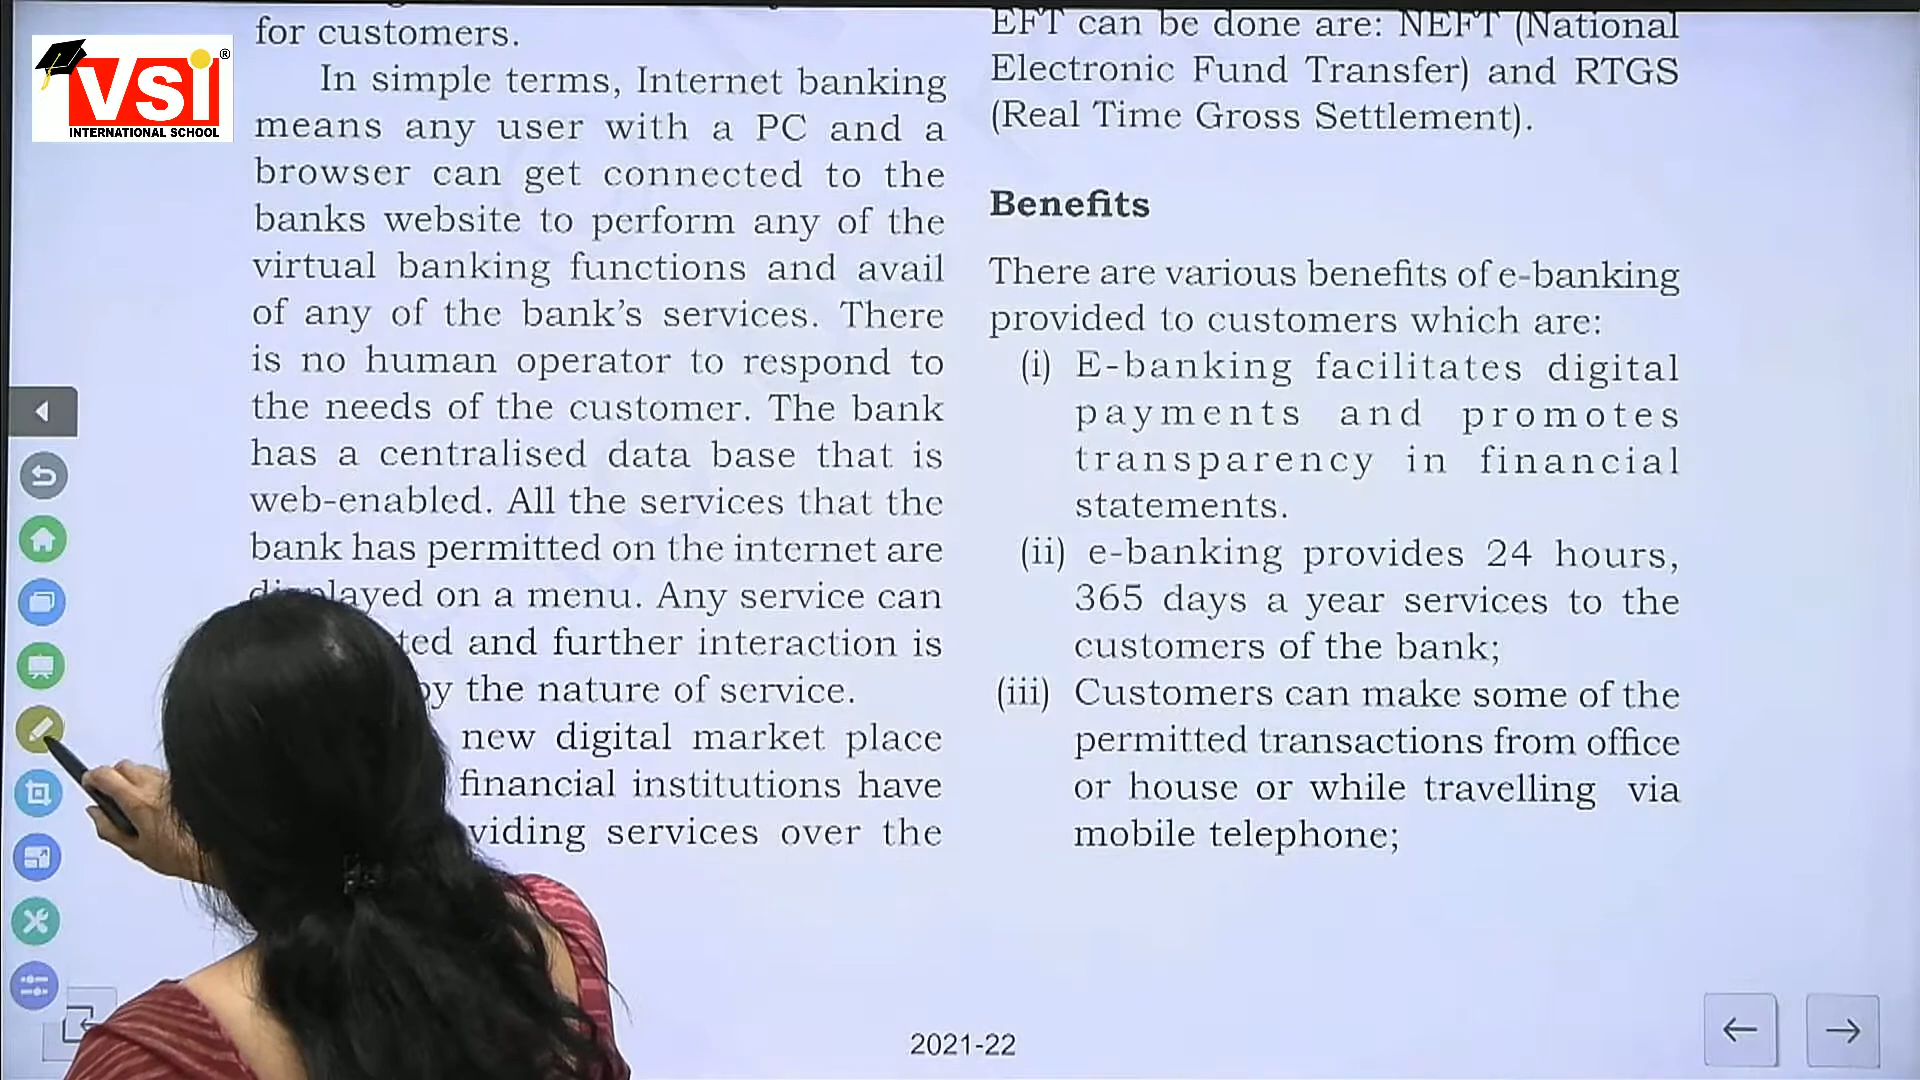 VSI
®
INTERNATIONAL SCHOOL
for customers.
In simple terms, Internet banking
means any user with a PC and a
browser can get connected to the
banks website to perform any of the
virtual banking functions and avail
of any of the bank's services. There
is no human operator to respond to
the needs of the customer. The bank
has a centralised data base that is
web-enabled. All the services that the
bank has permitted on the internet are
displayed on a menu. Any service can
and further interaction is
by the nature of service.
new digital market place
financial institutions have
services over the
EFT can be done are: NEFT (National
Electronic Fund Transfer) and RTGS
(Real Time Gross Settlement).
Benefits
There are various benefits of e-banking
provided to customers which are:
(i) E-banking facilitates digital
payments and promotes
transparency in financial
statements.
(ii) e-banking provides 24 hours,
365 days a year services to the
customers of the bank;
(iii) Customers can make some of the
permitted transactions from office
or house or while travelling via
mobile telephone;
2021-22